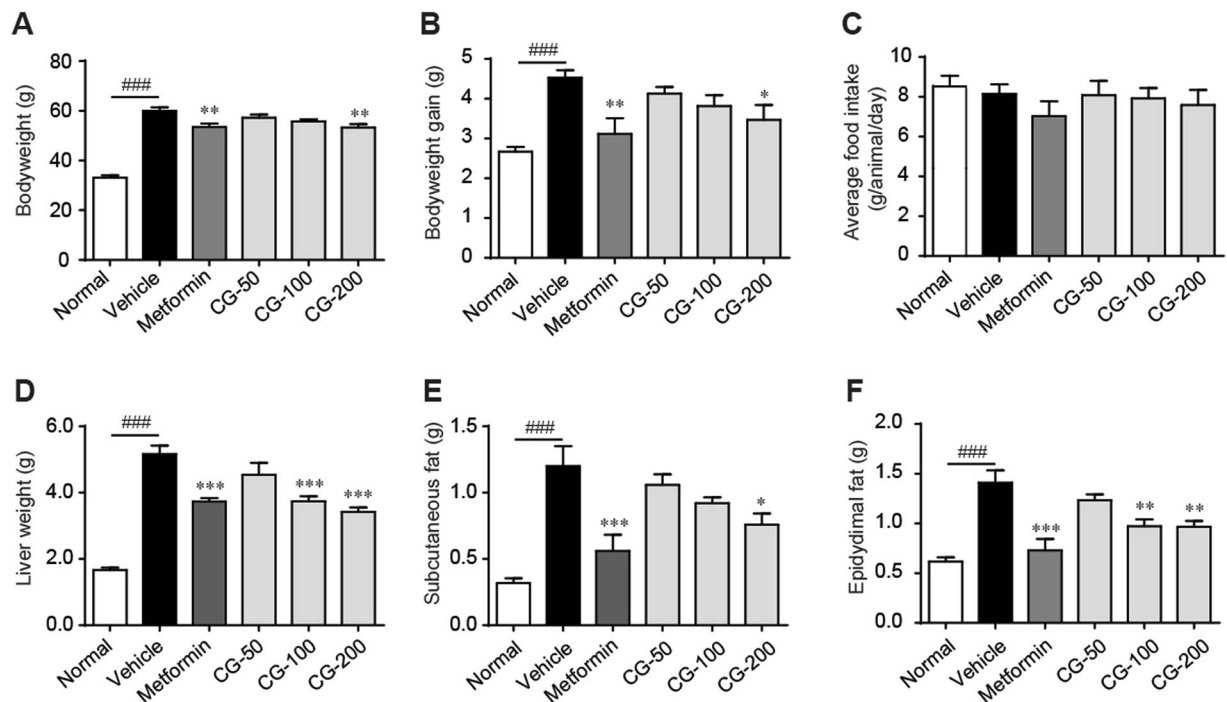 A
Bodyweight (g)
80
60
40
20
0
###
**
**
Normal
Vehicle
Metformin
CG-50
CG-100
CG-200
B
Bodyweight gain (g)
5
4
3
2
1
0
###
**
*
Normal
Vehicle
Metformin
CG-50
CG-100
CG-200
C
Average food intake
(g/animal/day)
10
8
6
4
2
0
Normal
Vehicle
Metformin
CG-50
CG-100
CG-200
D
Liver weight (g)
6.0
4.0
2.0
0.0
###
***
***
***
Normal
Vehicle
Metformin
CG-50
CG-100
CG-200
E
Subcutaneous fat (g)
1.5
1.0
0.5
0.0
###
***
*
Normal
Vehicle
Metformin
CG-50
CG-100
CG-200
F
Epidydimal fat (g)
2.0
1.5
1.0
0.5
0.0
###
***
**
**
Normal
Vehicle
Metformin
CG-50
CG-100
CG-200